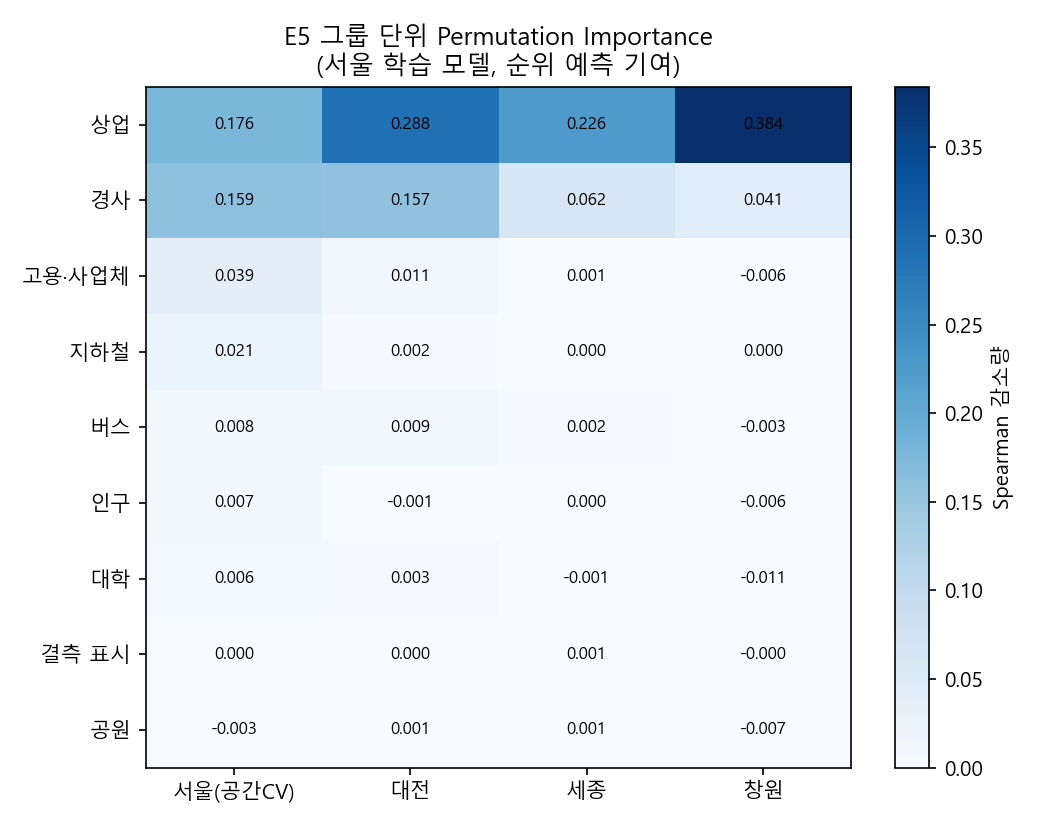 E5 그룹 단위 Permutation Importance
(서울 학습 모델, 순위 예측 기여)
상업 0.176 0.288 0.226 0.384
경사 0.159 0.157 0.062 0.041
고용·사업체 0.039 0.011 0.001 -0.006
지하철 0.021 0.002 0.000 0.000
버스 0.008 0.009 0.002 -0.003
인구 0.007 -0.001 0.000 -0.006
대학 0.006 0.003 -0.001 -0.011
결측 표시 0.000 0.000 0.001 -0.000
공원 -0.003 0.001 0.001 -0.007
서울(공간CV) 대전 세종 창원
0.35
0.30
0.25
0.20
0.15
0.10
0.05
0.00
Spearman 감소량